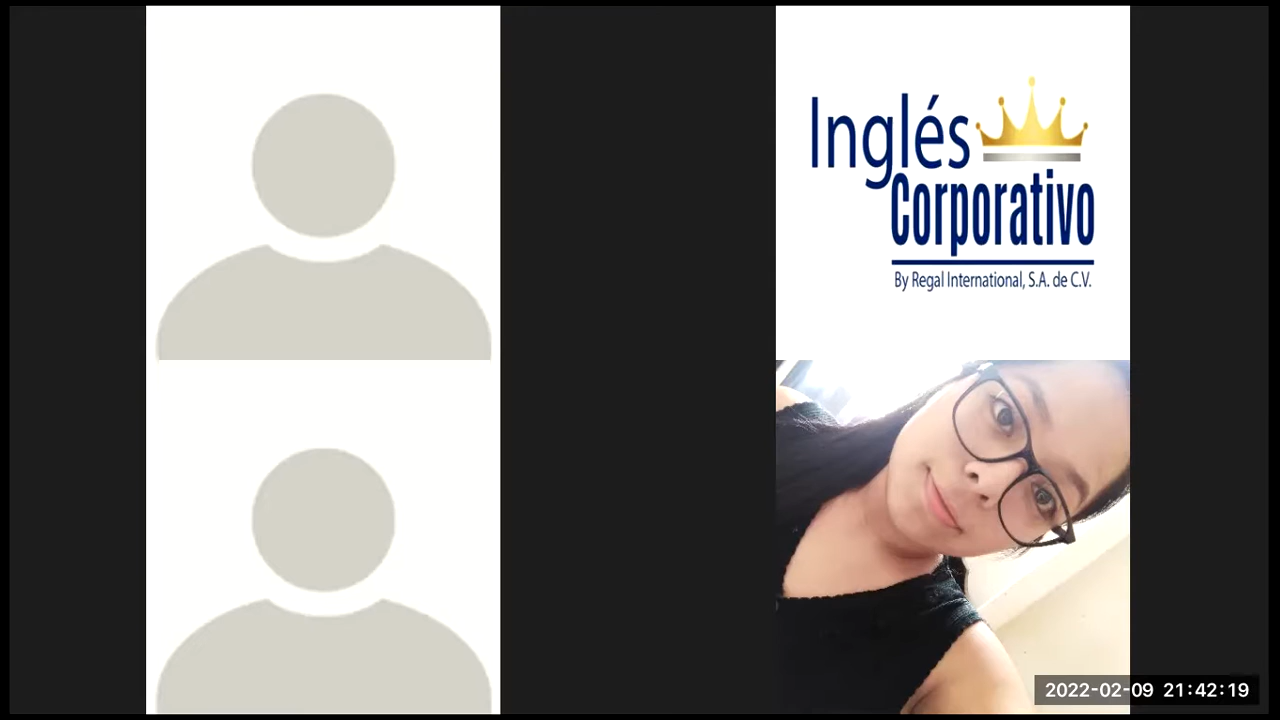 Inglés
Corporativo
By Regal International, S.A. de C.V.
2022-02-09 21:42:19